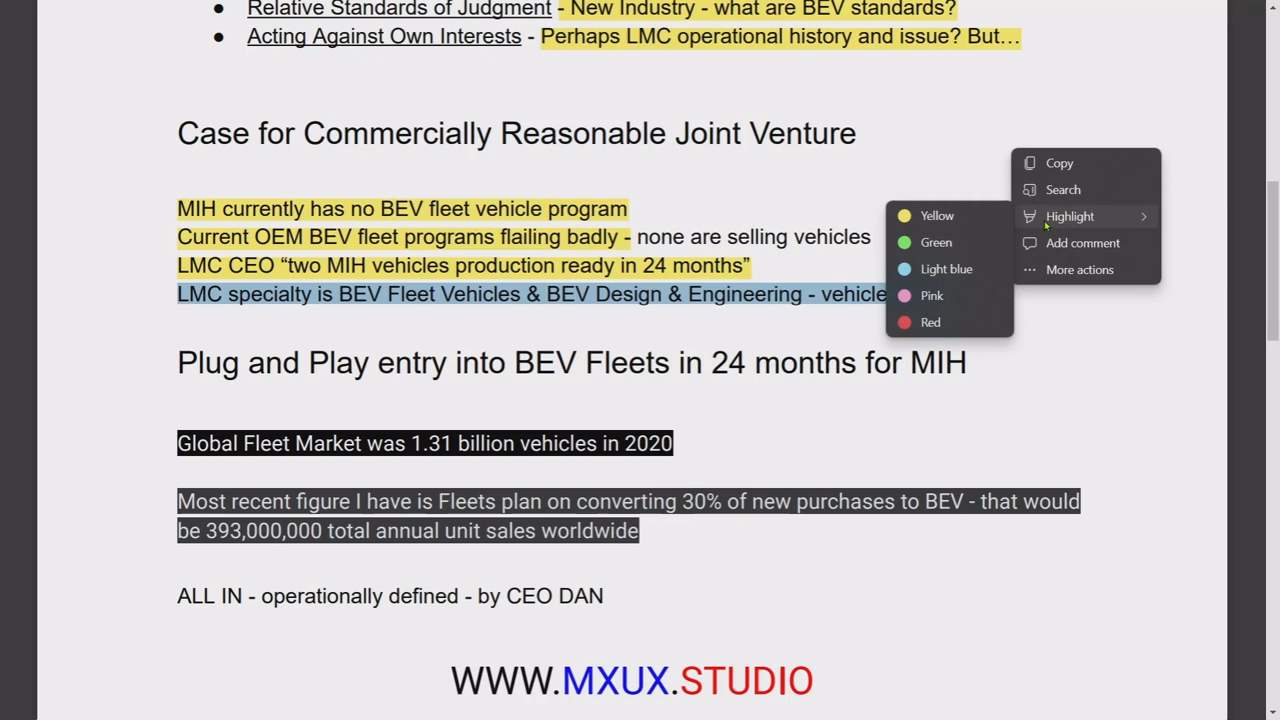 Relative Standards of Judgment - New Industry - what are BEV standards?
Acting Against Own Interests - Perhaps LMC operational history and issue? But…
Case for Commercially Reasonable Joint Venture
MIH currently has no BEV fleet vehicle program
Current OEM BEV fleet programs flailing badly - none are selling vehicles
LMC CEO “two MIH vehicles production ready in 24 months”
LMC specialty is BEV Fleet Vehicles & BEV Design & Engineering - vehicle
Copy
Search
Highlight
Add comment
More actions
Yellow
Green
Light blue
Pink
Red
Plug and Play entry into BEV Fleets in 24 months for MIH
Global Fleet Market was 1.31 billion vehicles in 2020
Most recent figure I have is Fleets plan on converting 30% of new purchases to BEV - that would
be 393,000,000 total annual unit sales worldwide
ALL IN - operationally defined - by CEO DAN
WWW.MXUX.STUDIO